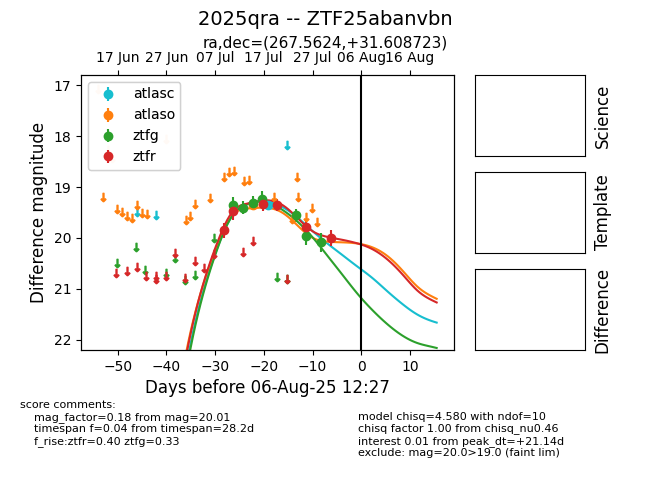 2025qra -- ZTF25abanvbn
ra,dec=(267.5624,+31.608723)
17 Jun 27 Jun 07 Jul 17 Jul 27 Jul 06 Aug 16 Aug
17
18
19
20
21
22
Difference magnitude
atlasc
atlaso
ztfg
ztfr
−50 −40 −30 −20 −10 0 10
Days before 06-Aug-25 12:27
Science
Template
Difference
score comments:
mag_factor=0.18 from mag=20.01
timespan f=0.04 from timespan=28.2d
f_rise:ztfr=0.40 ztfg=0.33
model chisq=4.580 with ndof=10
chisq factor 1.00 from chisq_nu0.46
interest 0.01 from peak_dt=+21.14d
exclude: mag=20.0>19.0 (faint lim)